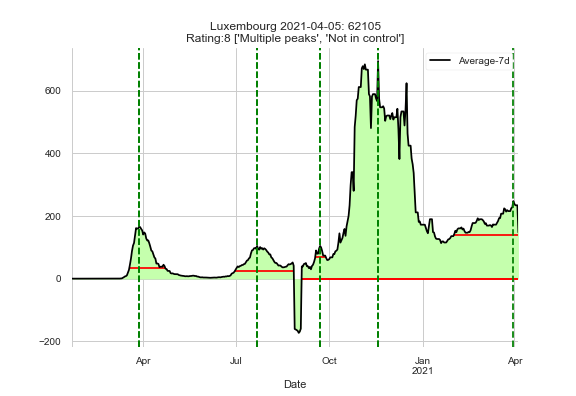 Luxembourg 2021-04-05: 62105
Rating:8 ['Multiple peaks', 'Not in control']
Average-7d
600
400
200
0
−200
Apr
Jul
Oct
Jan
2021
Apr
Date